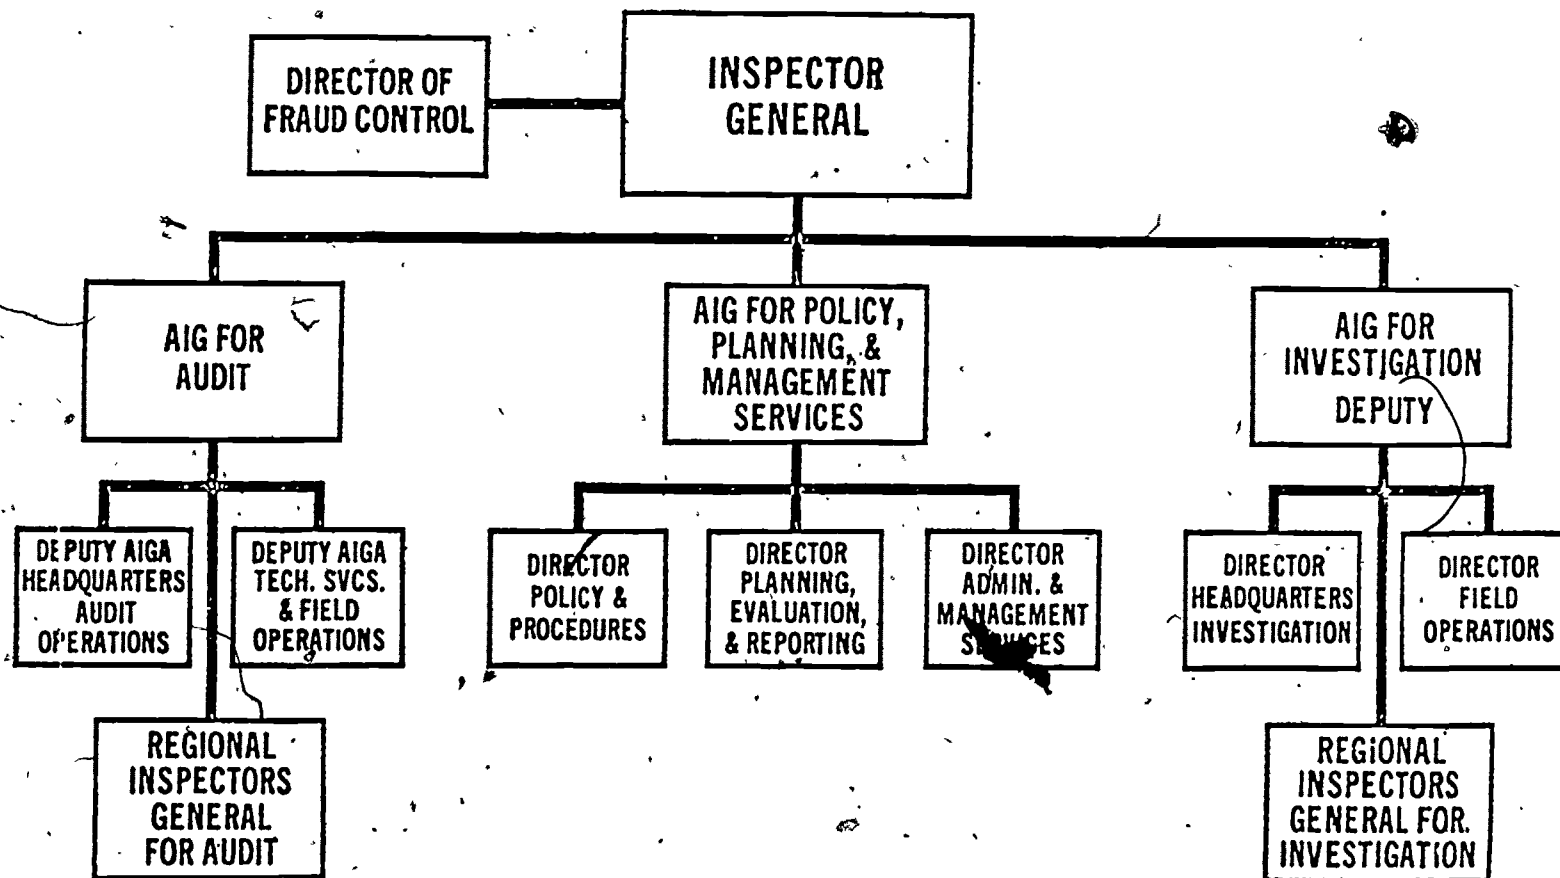 DIRECTOR OF
FRAUD CONTROL
INSPECTOR
GENERAL
AIG FOR
AUDIT
AIG FOR POLICY,
PLANNING, &
MANAGEMENT
SERVICES
AIG FOR
INVESTIGATION
DEPUTY
DEPUTY AIGA
HEADQUARTERS
AUDIT
OPERATIONS
DEPUTY AIGA
TECH. SVCS.
& FIELD
OPERATIONS
DIRECTOR
POLICY &
PROCEDURES
DIRECTOR
PLANNING,
EVALUATION,
& REPORTING
DIRECTOR
ADMIN. &
MANAGEMENT
SERVICES
DIRECTOR
HEADQUARTERS
INVESTIGATION
DIRECTOR
FIELD
OPERATIONS
REGIONAL
INSPECTORS
GENERAL
FOR AUDIT
REGIONAL
INSPECTORS
GENERAL FOR.
INVESTIGATION